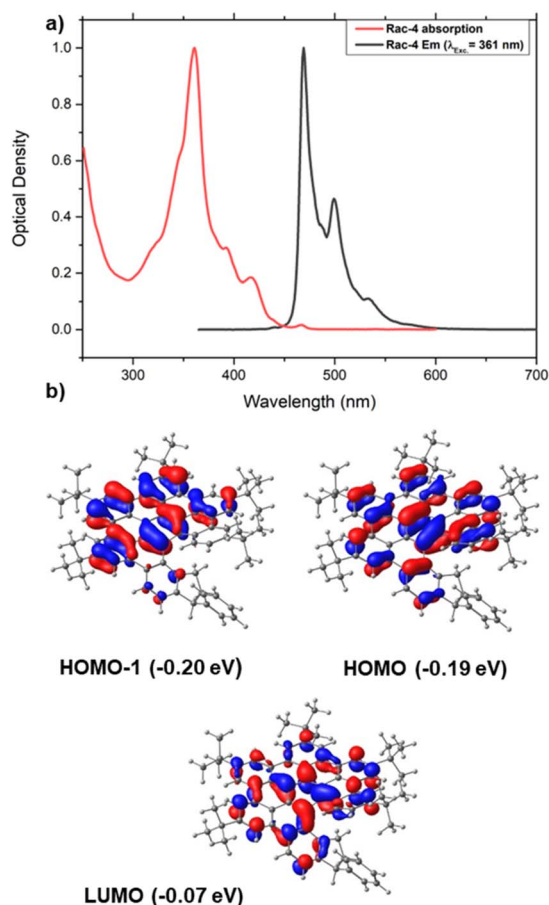 a)
Rac-4 absorption
Rac-4 Em (λExc.= 361 nm)
Optical Density
1.0
0.8
0.6
0.4
0.2
0.0
300 400 500 600 700
Wavelength (nm)
b)
HOMO-1 (-0.20 eV)
HOMO (-0.19 eV)
LUMO (-0.07 eV)